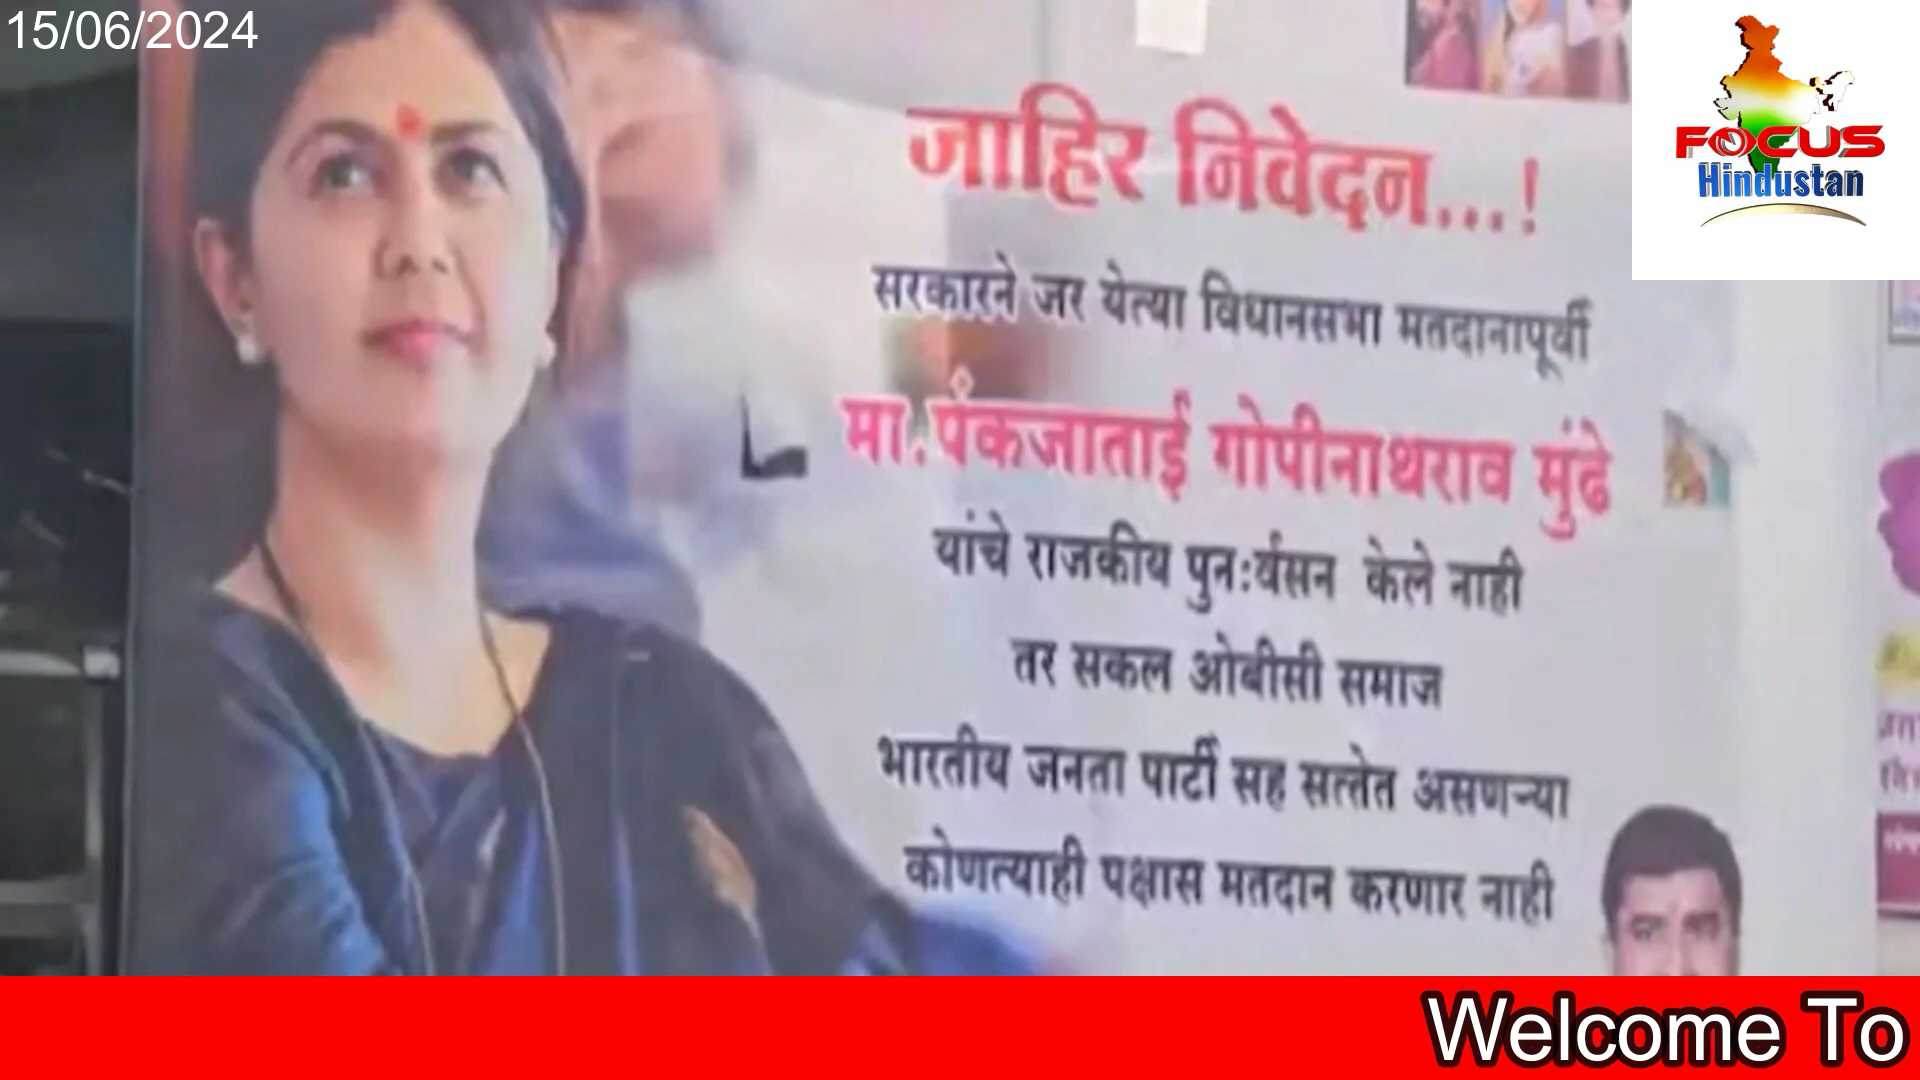 15/06/2024
FOCUS
Hindustan
जाहिर निवेदन...!
सरकारने जर येत्या विधानसभा मतदानापूर्वी
मा. पंकजाताई गोपीनाथराव मुंढे
यांचे राजकीय पुनःर्वसन केले नाही
तर सकल ओबीसी समाज
भारतीय जनता पार्टी सह सत्तेत असणऱ्या
कोणत्याही पक्षास मतदान करणार नाही
Welcome To